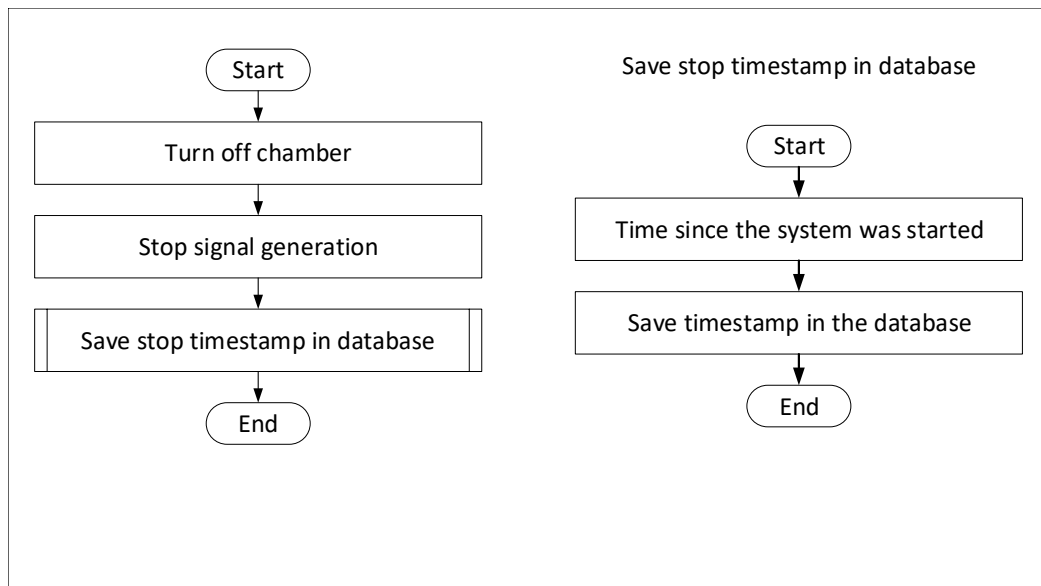 Start
Turn off chamber
Stop signal generation
Save stop timestamp in database
End
Save stop timestamp in database
Start
Time since the system was started
Save timestamp in the database
End